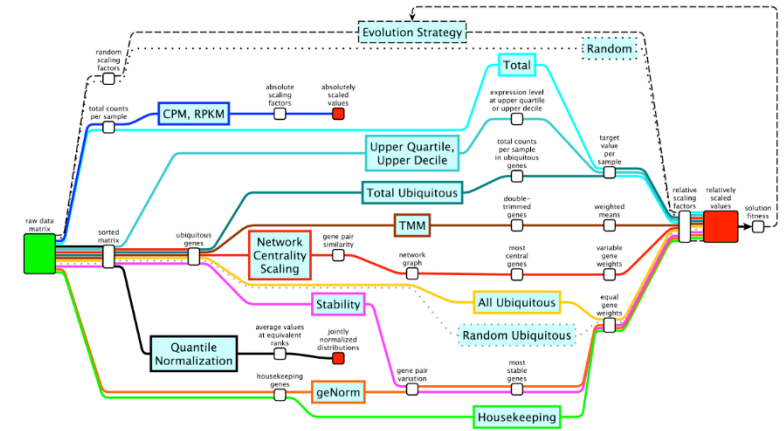 Evolution Strategy
Random
random
scaling
factors
Total
total counts
per sample
CPM, RPKM
absolute
scaling
factors
absolutely
scaled
values
expression level
at upper quartile
or upper decile
Upper Quartile,
Upper Decile
total counts
per sample
in ubiquitous
genes
target
value
per
sample
Total Ubiquitous
raw data
matrix
sorted
matrix
ubiquitous
genes
TMM
double-
trimmed
genes
weighted
means
relative
scaling
factors
relatively
scaled
values
solution
fitness
Network
Centrality
Scaling
gene pair
similarity
network
graph
most
central
genes
variable
gene
weights
Stability
All Ubiquitous
equal
gene
weights
Random Ubiquitous
Quantile
Normalization
average values
at equivalent
ranks
jointly
normalized
distributions
housekeeping
genes
geNorm
gene pair
variation
most
stable
genes
Housekeeping